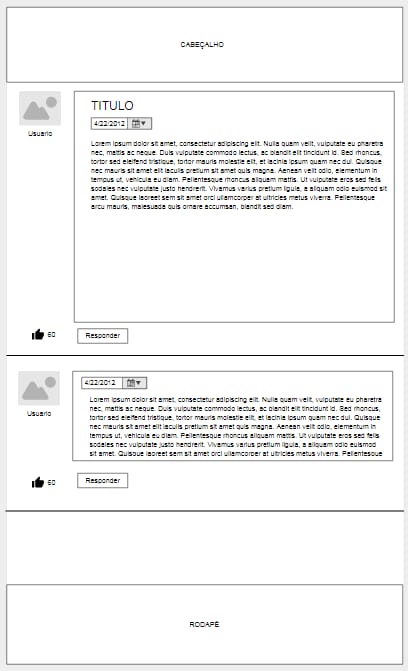 CABEÇALHO
Usuario
TITULO
4/22/2012
Lorem ipsum dolor sit amet, consectetur adipiscing elit. Nulla quam velit, vulputate eu pharetra
nec, mattis ac neque. Duis vulputate commodo lectus, ac blandit elit tincidunt id. Sed rhoncus,
tortor sed eleifend tristique, tortor mauris molestie elit, et lacinia ipsum quam nec dui. Quisque
nec mauris sit amet elit iaculis pretium sit amet quis magna. Aenean velit odio, elementum in
tempus ut, vehicula eu diam. Pellentesque rhoncus aliquam mattis. Ut vulputate eros sed felis
sodales nec vulputate justo hendrerit. Vivamus varius pretium ligula, a aliquam odio euismod sit
amet. Quisque laoreet sem sit amet orci ullamcorper at ultricies metus viverra. Pellentesque
arcu mauris, malesuada quis ornare accumsan, blandit sed diam.
60
Responder
Usuario
4/22/2012
Lorem ipsum dolor sit amet, consectetur adipiscing elit. Nulla quam velit, vulputate eu pharetra
nec, mattis ac neque. Duis vulputate commodo lectus, ac blandit elit tincidunt id. Sed rhoncus,
tortor sed eleifend tristique, tortor mauris molestie elit, et lacinia ipsum quam nec dui. Quisque
nec mauris sit amet elit iaculis pretium sit amet quis magna. Aenean velit odio, elementum in
tempus ut, vehicula eu diam. Pellentesque rhoncus aliquam mattis. Ut vulputate eros sed felis
sodales nec vulputate justo hendrerit. Vivamus varius pretium ligula, a aliquam odio euismod
sit amet. Quisque laoreet sem sit amet orci ullamcorper at ultricies metus viverra. Pellentesque
60
Responder
RODAPÉ